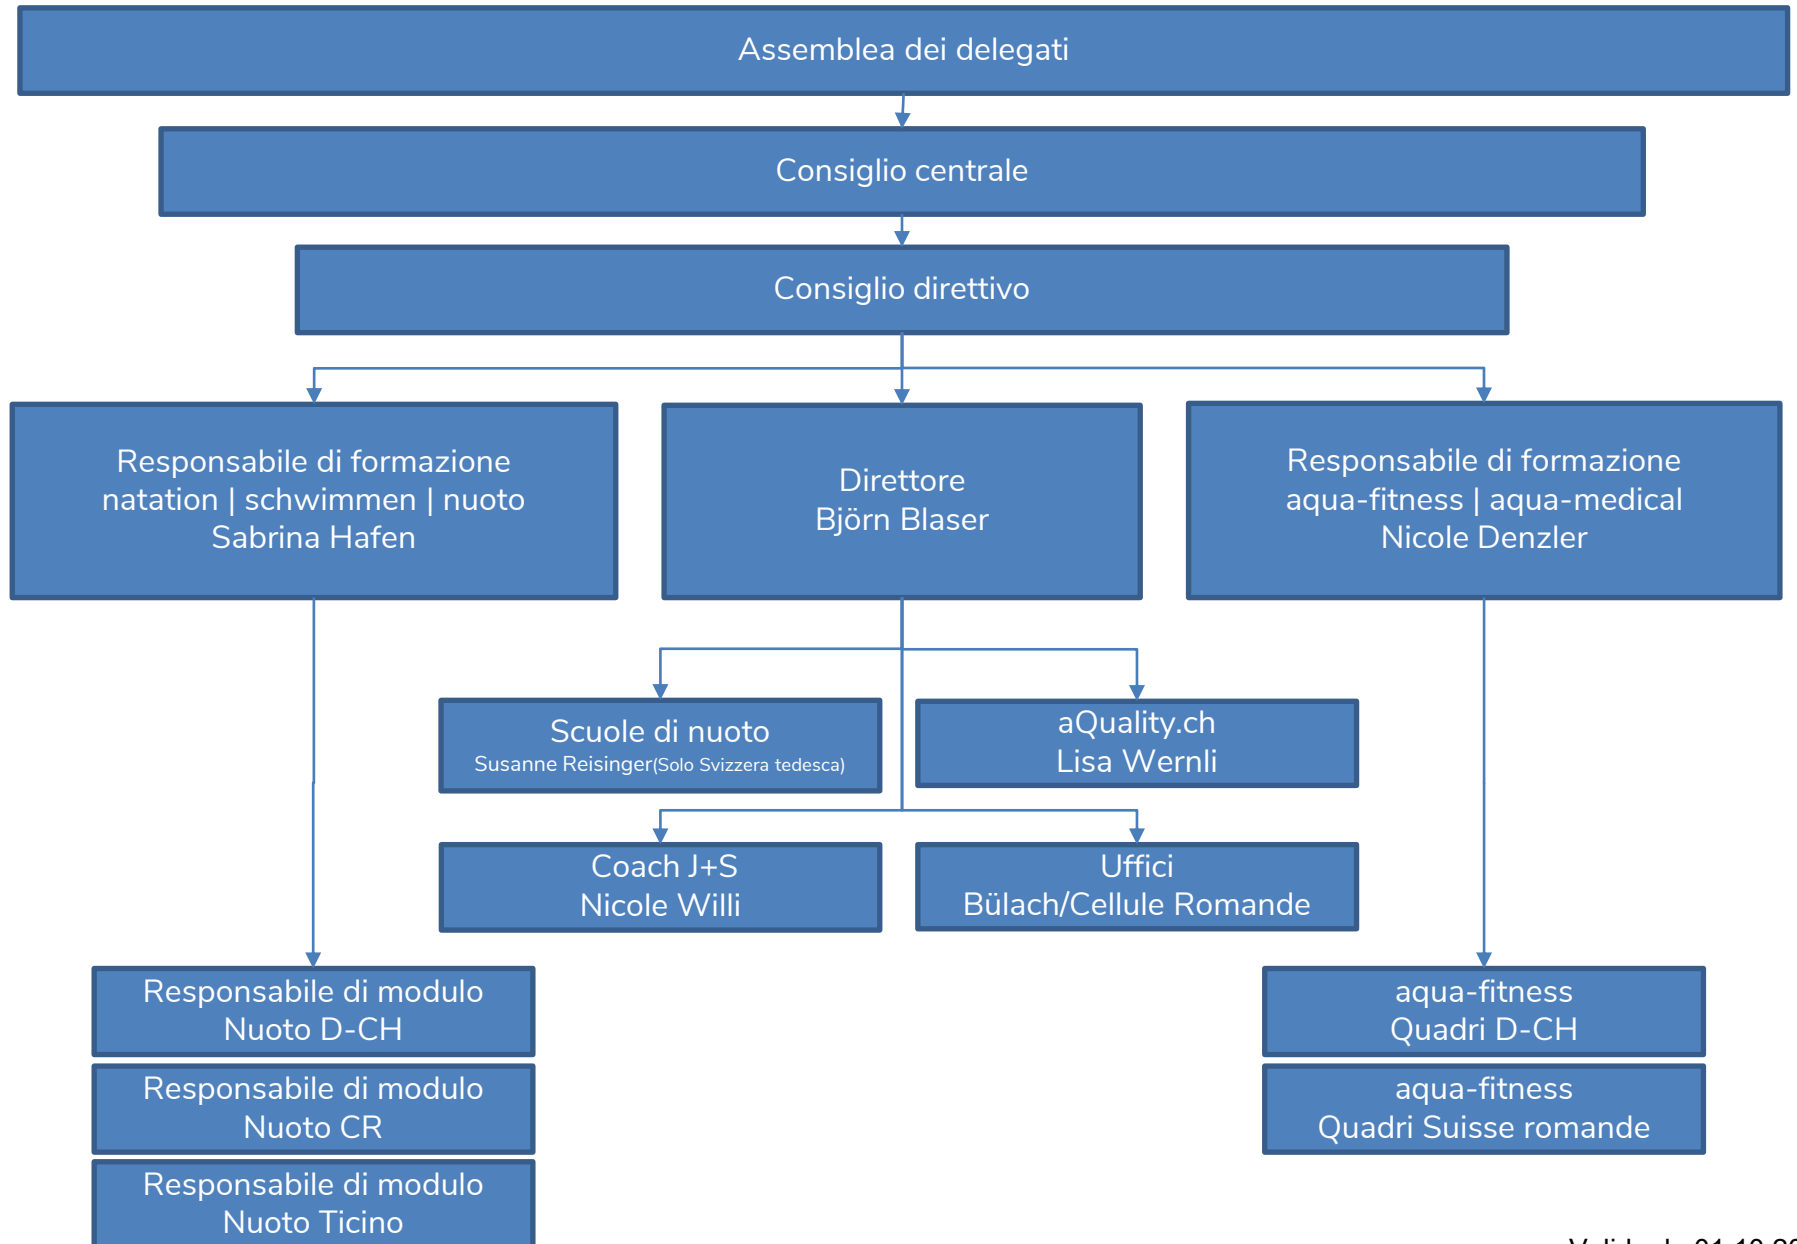 Assemblea dei delegati
Consiglio centrale
Consiglio direttivo
Responsabile di formazione
natation | schwimmen | nuoto
Sabrina Hafen
Direttore
Björn Blaser
Responsabile di formazione
aqua-fitness | aqua-medical
Nicole Denzler
Scuole di nuoto
Susanne Reisinger(Solo Svizzera tedesca)
aQuality.ch
Lisa Wernli
Coach J+S
Nicole Willi
Uffici
Bülach/Cellule Romande
Responsabile di modulo
Nuoto D-CH
Responsabile di modulo
Nuoto CR
Responsabile di modulo
Nuoto Ticino
aqua-fitness
Quadri D-CH
aqua-fitness
Quadri Suisse romande